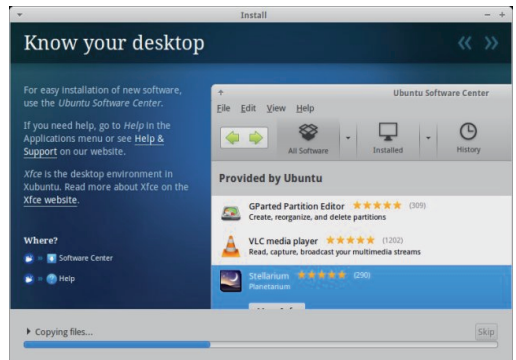 Install
Know your desktop
For easy installation of new software,
use the Ubuntu Software Center.
If you need help, go to Help in the
Applications menu or see Help &
Support on our website.
Xfce is the desktop environment in
Xubuntu. Read more about Xfce on the
Xfce website.
Where?
Software Center
Help
Ubuntu Software Center
File Edit View Help
All Software
Installed
History
Provided by Ubuntu
GParted Partition Editor (309)
Create, reorganize, and delete partitions
VLC media player (1202)
Read, capture, broadcast your multimedia streams
Stellarium (290)
Planetarium
Copying files...
Skip